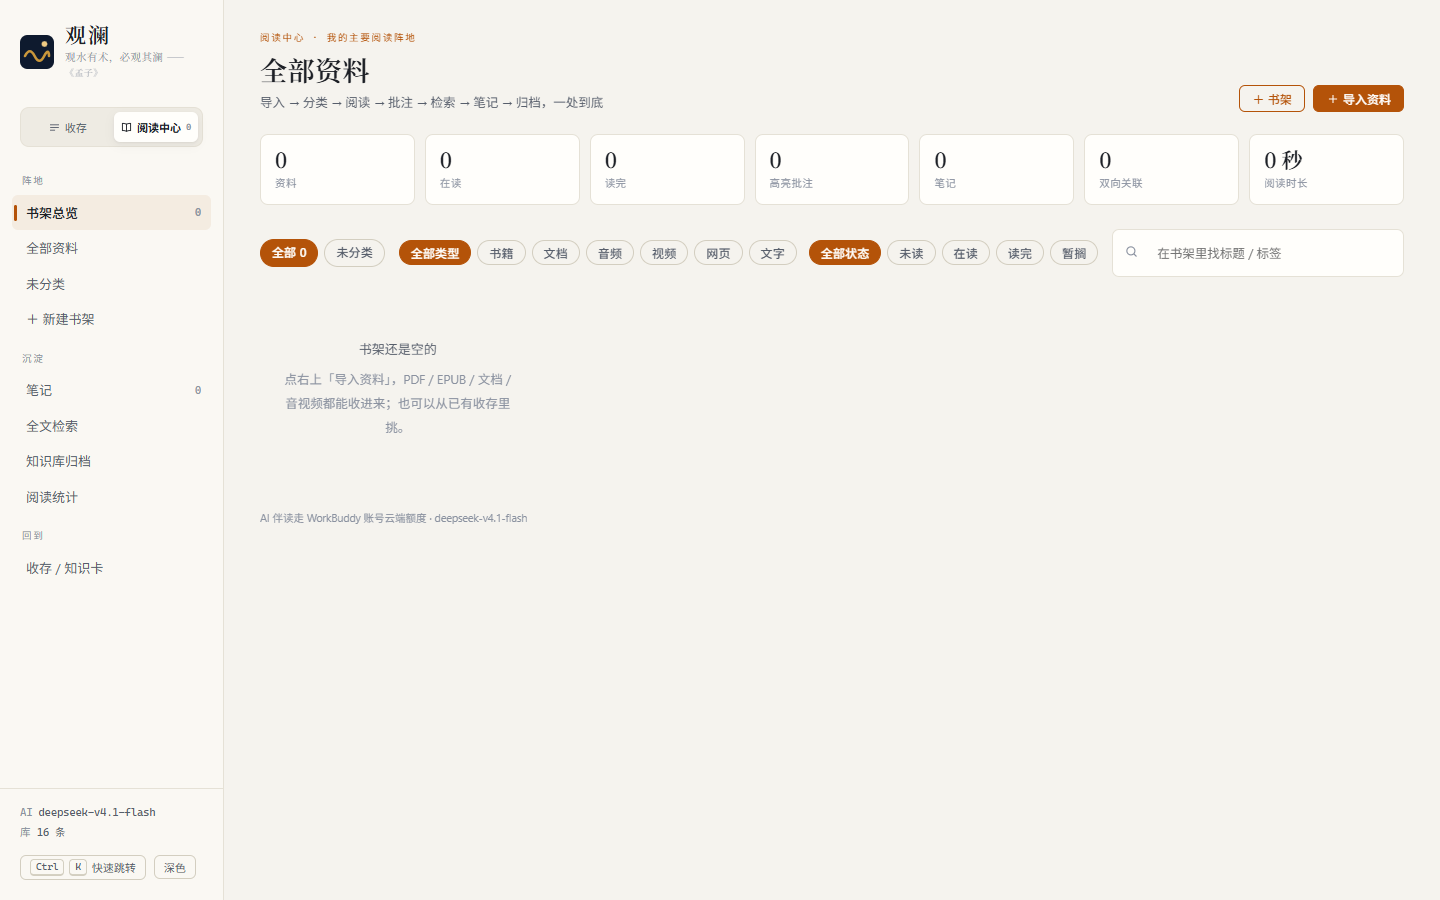 观澜
观水有术，必观其澜 ——
《孟子》
收存
阅读中心 0
阵地
书架总览 0
全部资料
未分类
＋ 新建书架
沉淀
笔记 0
全文检索
知识库归档
阅读统计
回到
收存 / 知识卡
AI deepseek-v4.1-flash
库 16 条
Ctrl K 快速跳转
深色
阅读中心 · 我的主要阅读阵地
全部资料
导入 → 分类 → 阅读 → 批注 → 检索 → 笔记 → 归档，一处到底
＋ 书架
＋ 导入资料
0
资料
0
在读
0
读完
0
高亮批注
0
笔记
0
双向关联
0 秒
阅读时长
全部 0 未分类 全部类型 书籍 文档 音频 视频 网页 文字 全部状态 未读 在读 读完 暂搁
在书架里找标题 / 标签
书架还是空的
点右上「导入资料」，PDF / EPUB / 文档 /
音视频都能收进来；也可以从已有收存里
挑。
AI 伴读走 WorkBuddy 账号云端额度 · deepseek-v4.1-flash